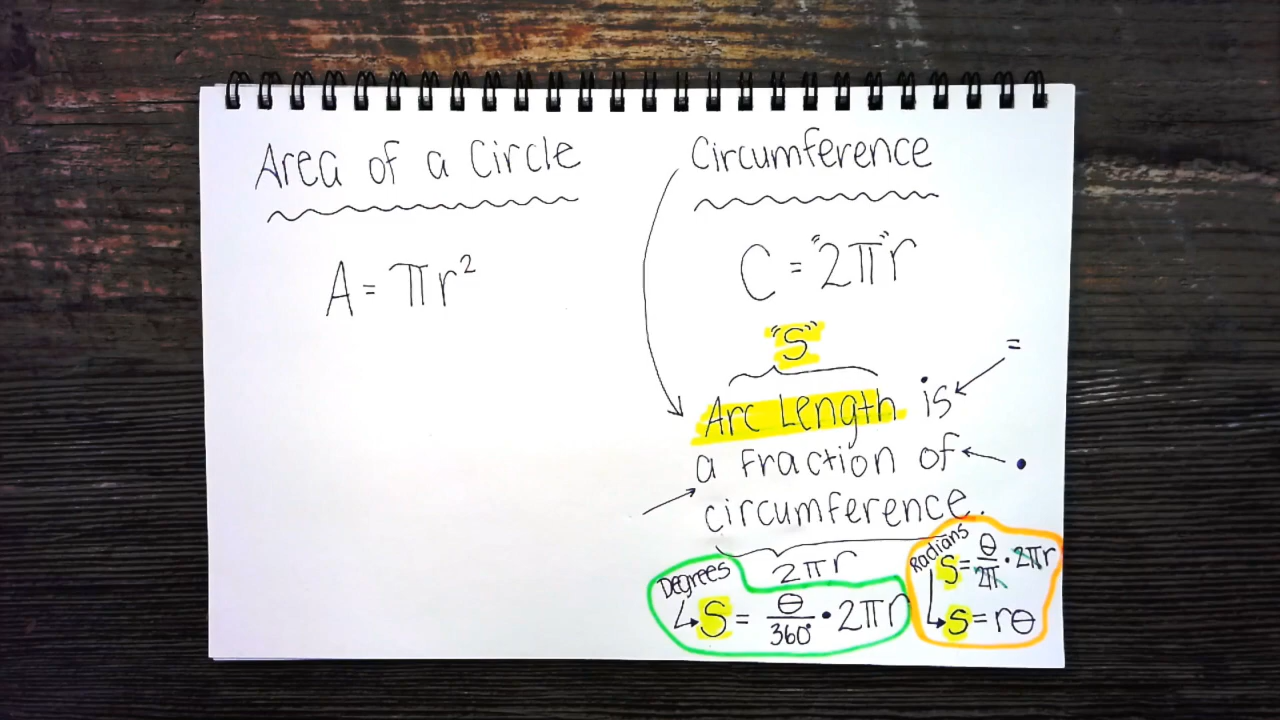 Area of a Circle
A = πr²
Circumference
C = "2π"r
"S"
=
Arc Length is
a fraction of
•
circumference.
2πr
Degrees
S = θ/360° • 2πr
Radians
S = θ/2π • 2πr
S = rθ